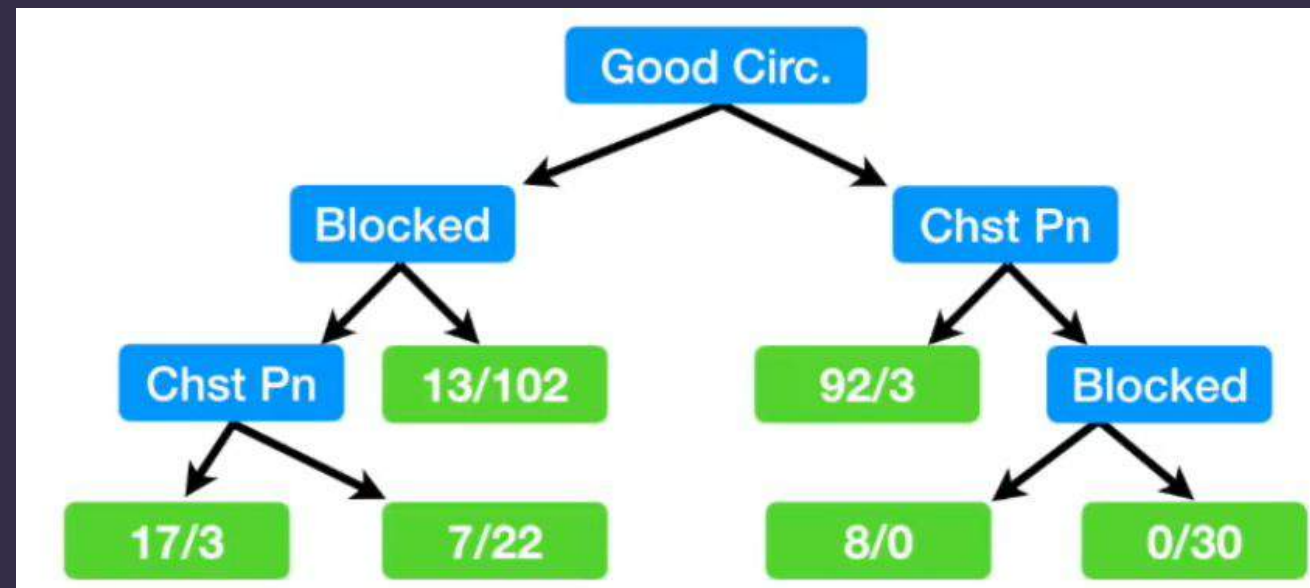 Good Circ.
Blocked
Chst Pn
Chst Pn
13/102
92/3
Blocked
17/3
7/22
8/0
0/30